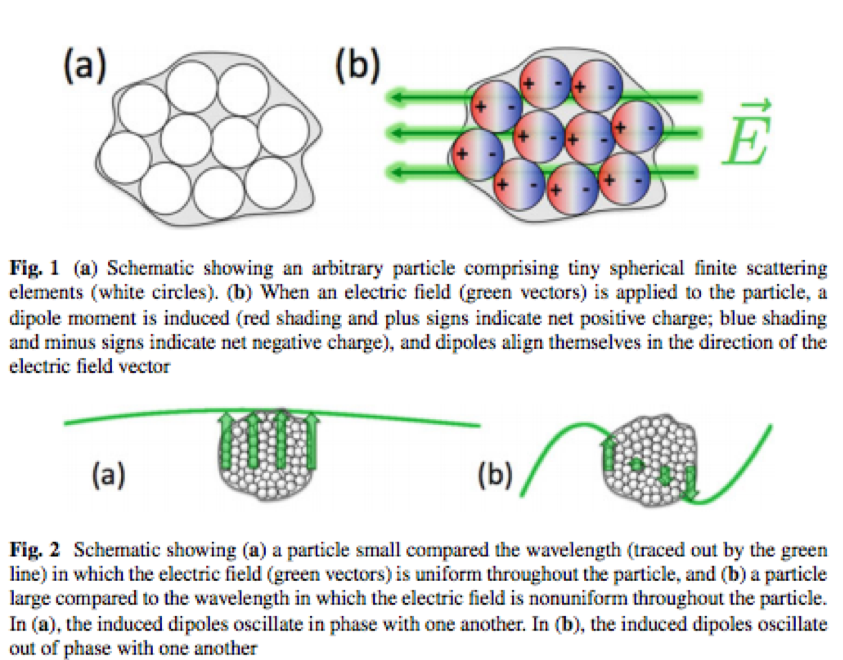 (a)
(b)
E
Fig. 1 (a) Schematic showing an arbitrary particle comprising tiny spherical finite scattering
elements (white circles). (b) When an electric field (green vectors) is applied to the particle, a
dipole moment is induced (red shading and plus signs indicate net positive charge; blue shading
and minus signs indicate net negative charge), and dipoles align themselves in the direction of the
electric field vector
(a)
(b)
Fig. 2 Schematic showing (a) a particle small compared the wavelength (traced out by the green
line) in which the electric field (green vectors) is uniform throughout the particle, and (b) a particle
large compared to the wavelength in which the electric field is nonuniform throughout the particle.
In (a), the induced dipoles oscillate in phase with one another. In (b), the induced dipoles oscillate
out of phase with one another